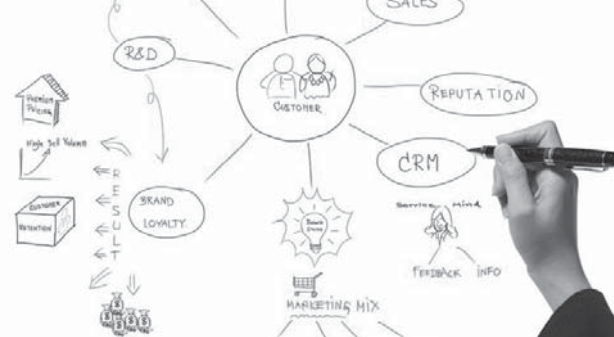 SALES
R&D
CUSTOMER
REPUTATION
Premium
Pricing
High Sell Volume
CRM
RESULT
CUSTOMER
RETENTION
BRAND
LOYALTY
Service Mind
FEEDBACK INFO
MARKETING MIX
$
$
$
$
$